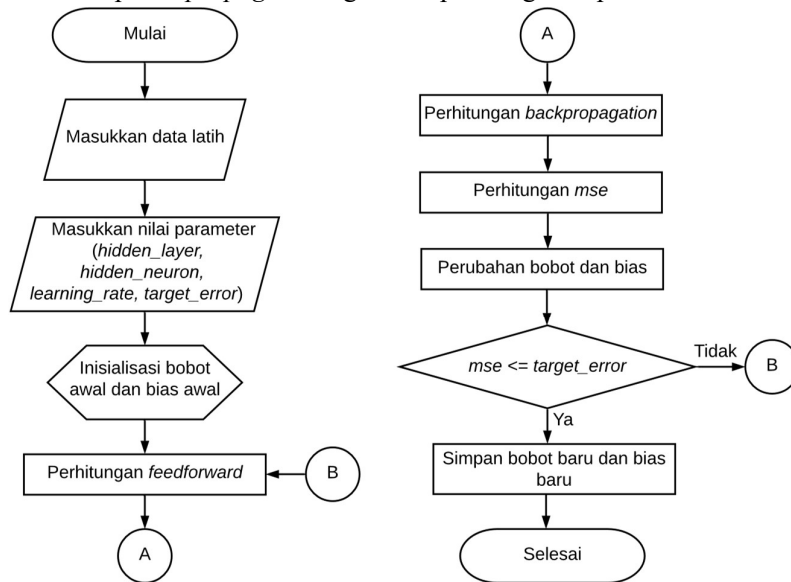 Mulai
Masukkan data latih
Masukkan nilai parameter
(hidden_layer,
hidden_neuron,
learning_rate, target_error)
Inisialisasi bobot
awal dan bias awal
Perhitungan feedforward
B
A
A
Perhitungan backpropagation
Perhitungan mse
Perubahan bobot dan bias
mse <= target_error
Tidak
B
Ya
Simpan bobot baru dan bias
baru
Selesai